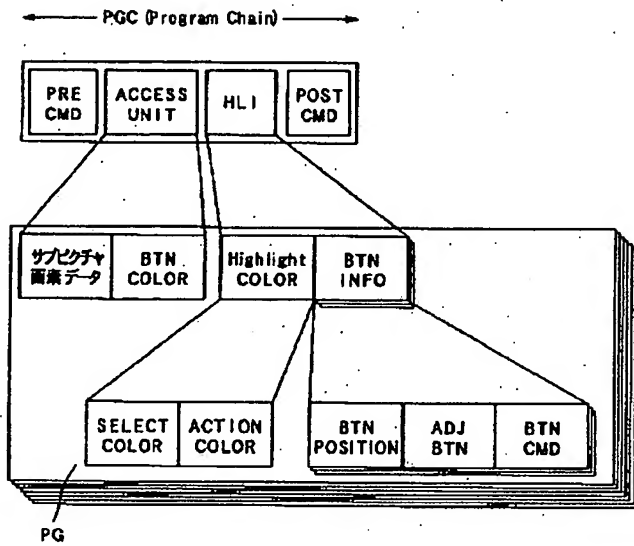 PGC (Program Chain)
PRE
CMD
ACCESS
UNIT
HLI
POST
CMD
サブピクチャ
画素データ
BTN
COLOR
Highlight
COLOR
BTN
INFO
SELECT
COLOR
ACTION
COLOR
BTN
POSITION
ADJ
BTN
BTN
CMD
PG